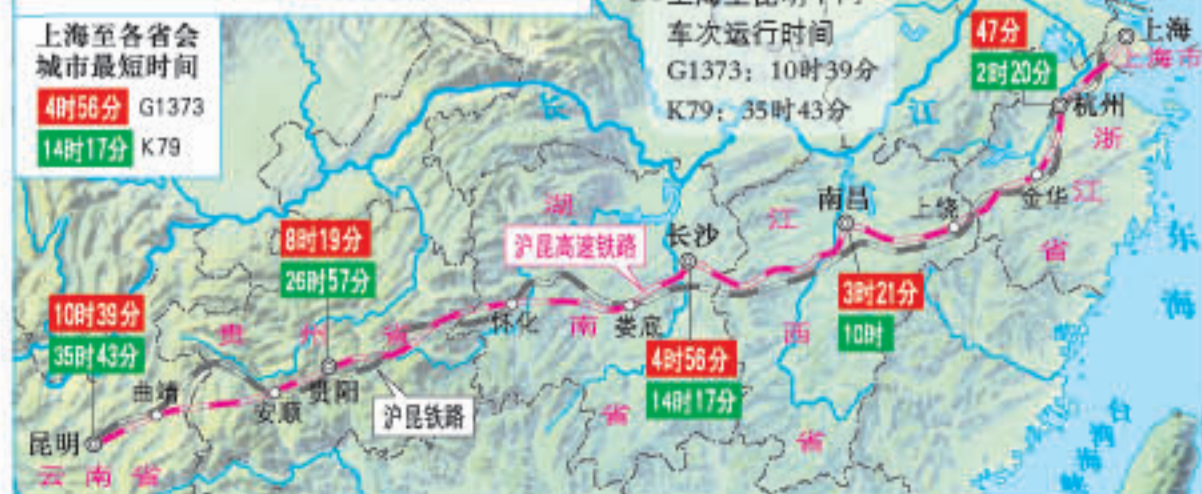 上海至各省会
城市最短时间
4时56分 G1373
14时17分 K79
车次运行时间
G1373：10时39分
K79：35时43分
47分
2时20分
上海
上海市
杭州
浙
江
省
金华
上绕
南昌
江
西
省
3时21分
10时
长
江
湖
南
省
长沙
沪昆高速铁路
4时56分
14时17分
娄底
怀化
8时19分
26时57分
贵
州
省
贵阳
安顺
沪昆铁路
10时39分
35时43分
曲靖
昆明
云南省
东
海
台
湾
海